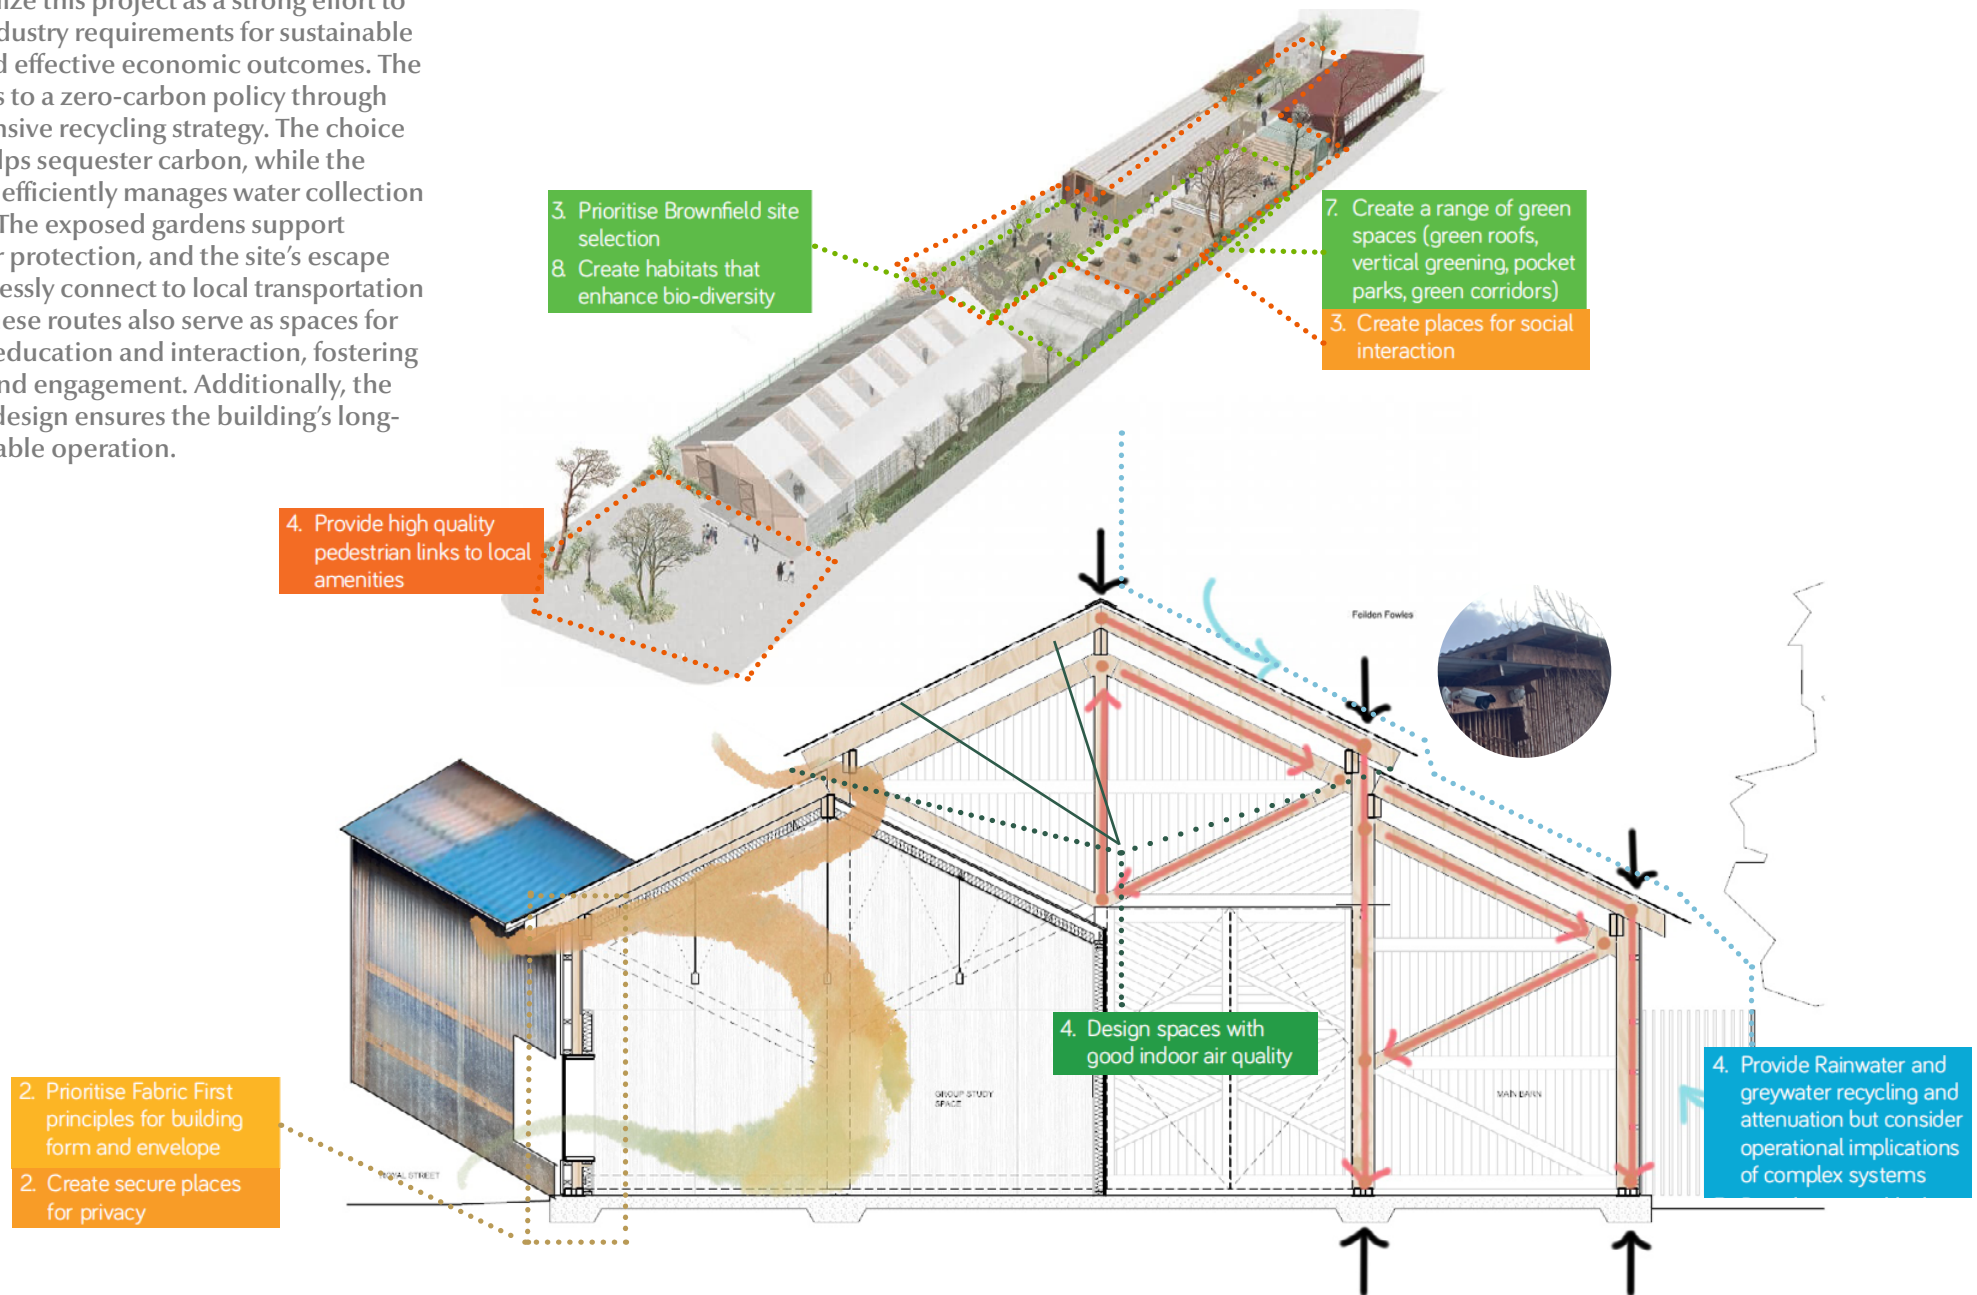 ize this project as a strong effort to
dustry requirements for sustainable
d effective economic outcomes. The
s to a zero-carbon policy through
nsive recycling strategy. The choice
lps sequester carbon, while the
efficiently manages water collection
The exposed gardens support
r protection, and the site's escape
essly connect to local transportation
ese routes also serve as spaces for
education and interaction, fostering
nd engagement. Additionally, the
design ensures the building's long-
able operation.
3. Prioritise Brownfield site
selection
8. Create habitats that
enhance bio-diversity
7. Create a range of green
spaces (green roofs,
vertical greening, pocket
parks, green corridors)
3. Create places for social
interaction
4. Provide high quality
pedestrian links to local
amenities
Feilden Fowles
4. Design spaces with
good indoor air quality
GROUP STUDY
SPACE
MAIN BARN
ROYAL STREET
2. Prioritise Fabric First
principles for building
form and envelope
2. Create secure places
for privacy
4. Provide Rainwater and
greywater recycling and
attenuation but consider
operational implications
of complex systems